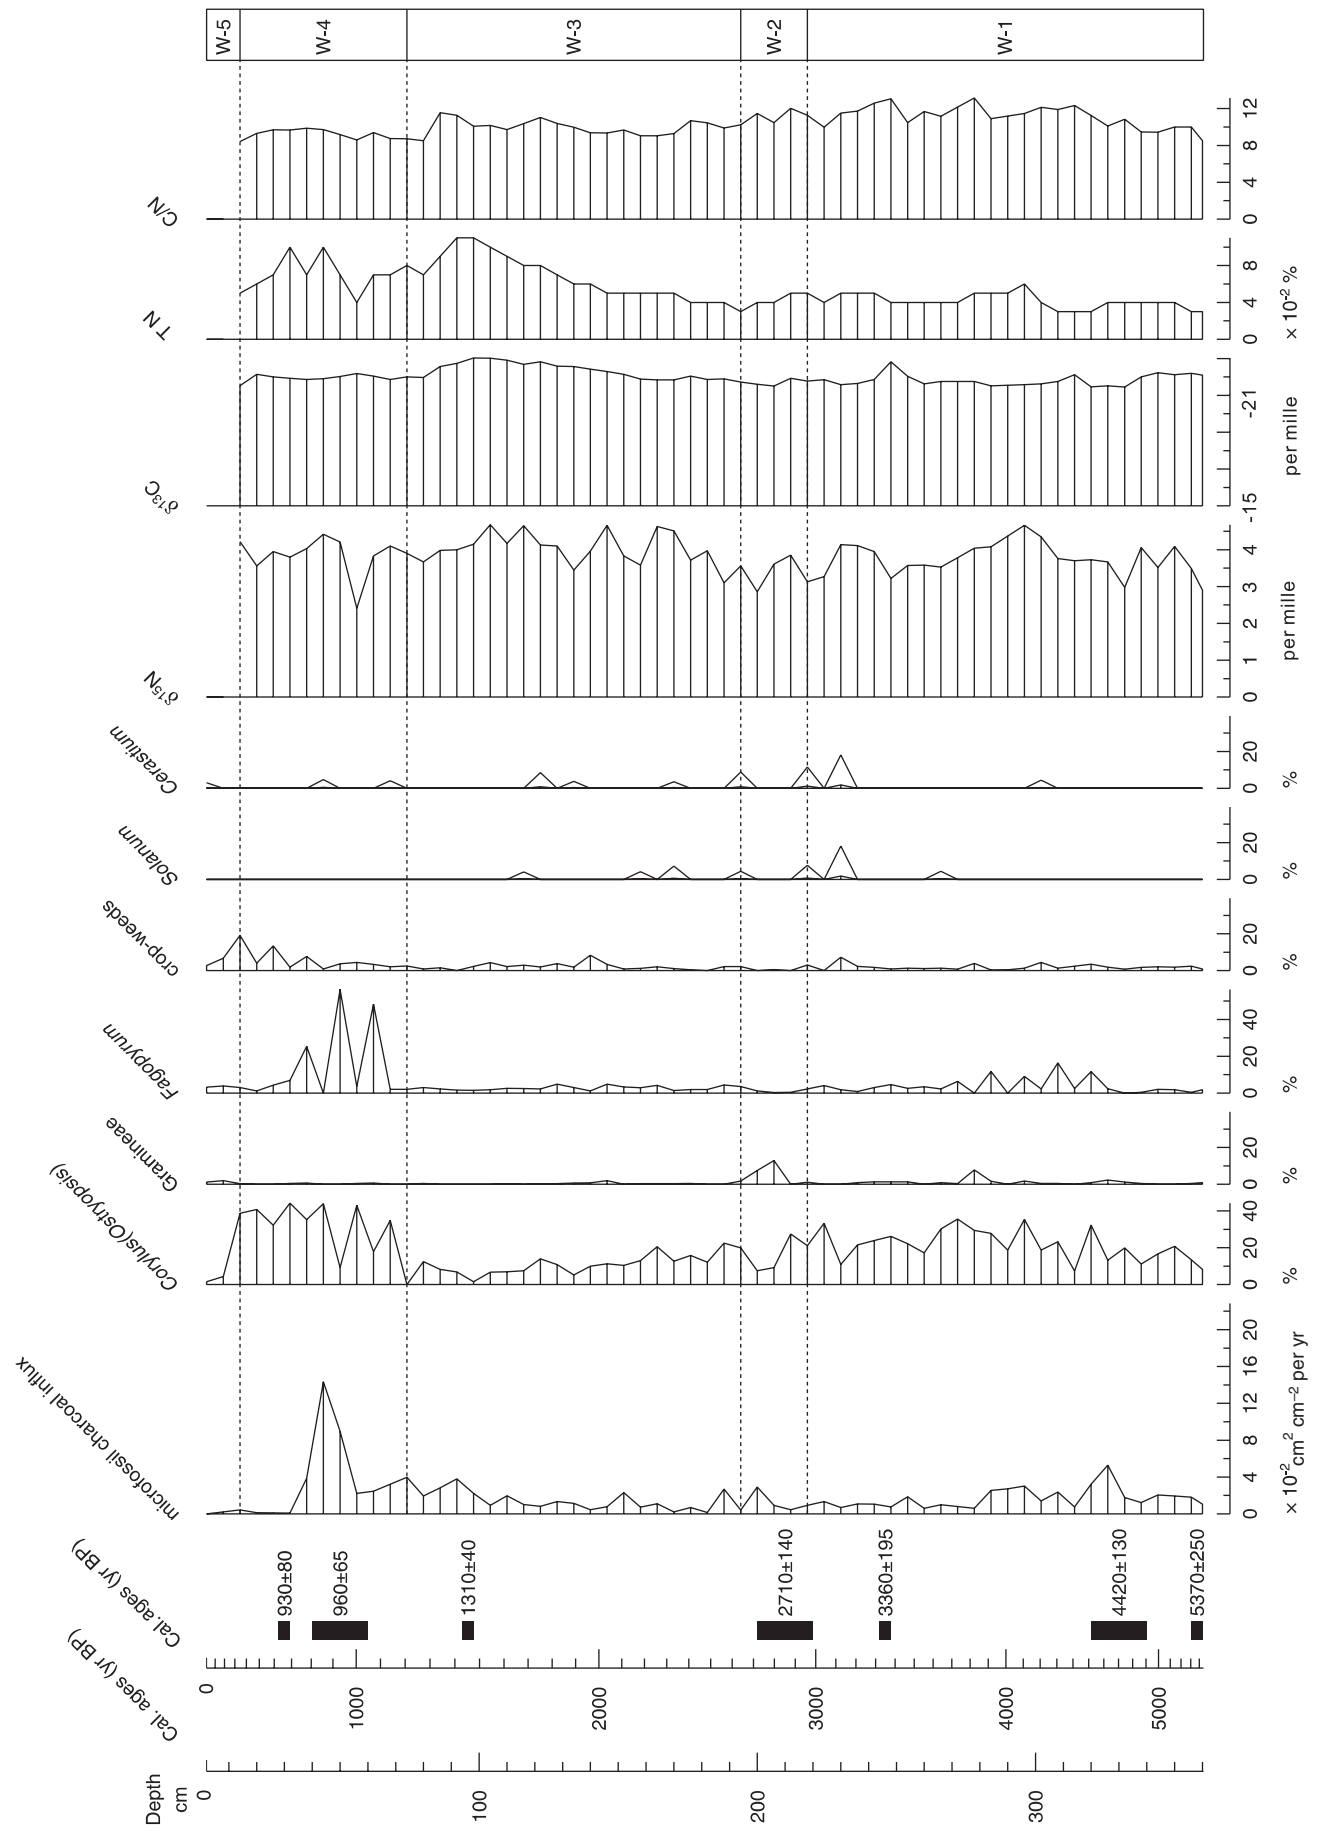 W-5
W-4
W-3
W-2
W-1
C/N
0 4 8 12
T N
0 4 8
× 10⁻² %
δ¹³C
-15 -21
per mille
δ¹⁵N
0 1 2 3 4
per mille
Cerastium
0 20
%
Solanum
0 20
%
crop-weeds
0 20
%
Fagopyrum
0 20 40
%
Gramineae
0 20
%
Corylus(Ostryopsis)
0 20 40
%
microfossil charcoal influx
0 4 8 12 16 20
×10⁻²cm² cm⁻² per yr
Cal. ages (yr BP)
930±80
960±65
1310±40
2710±140
3360±195
4420±130
5370±250
Cal. ages (yr BP)
0
1000
2000
3000
4000
5000
Depth
cm
0
100
200
300